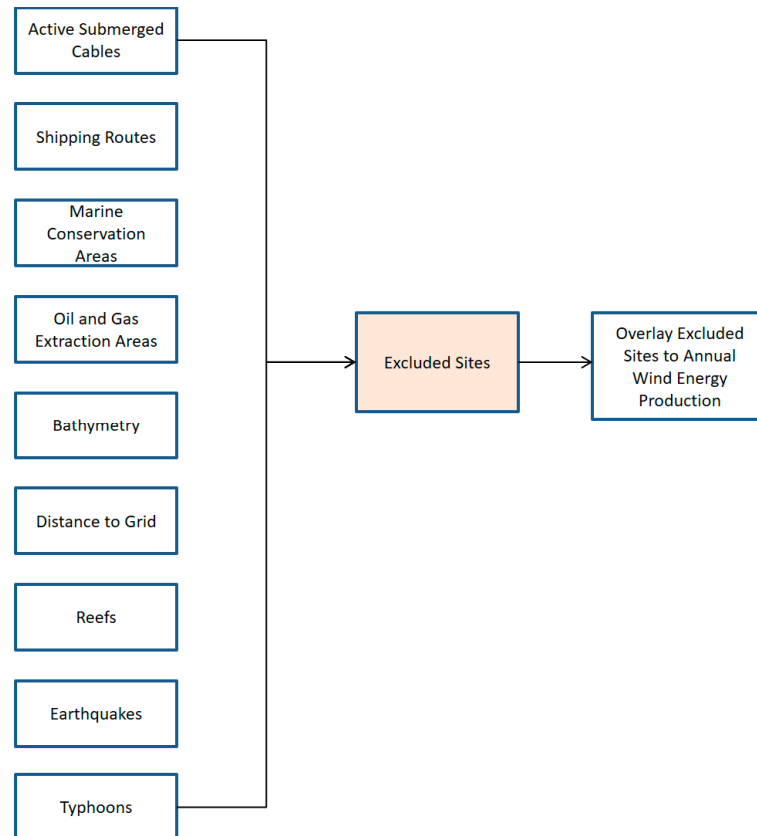 Active Submerged
Cables
Shipping Routes
Marine
Conservation
Areas
Oil and Gas
Extraction Areas
Bathymetry
Distance to Grid
Reefs
Earthquakes
Typhoons
Excluded Sites
Overlay Excluded
Sites to Annual
Wind Energy
Production